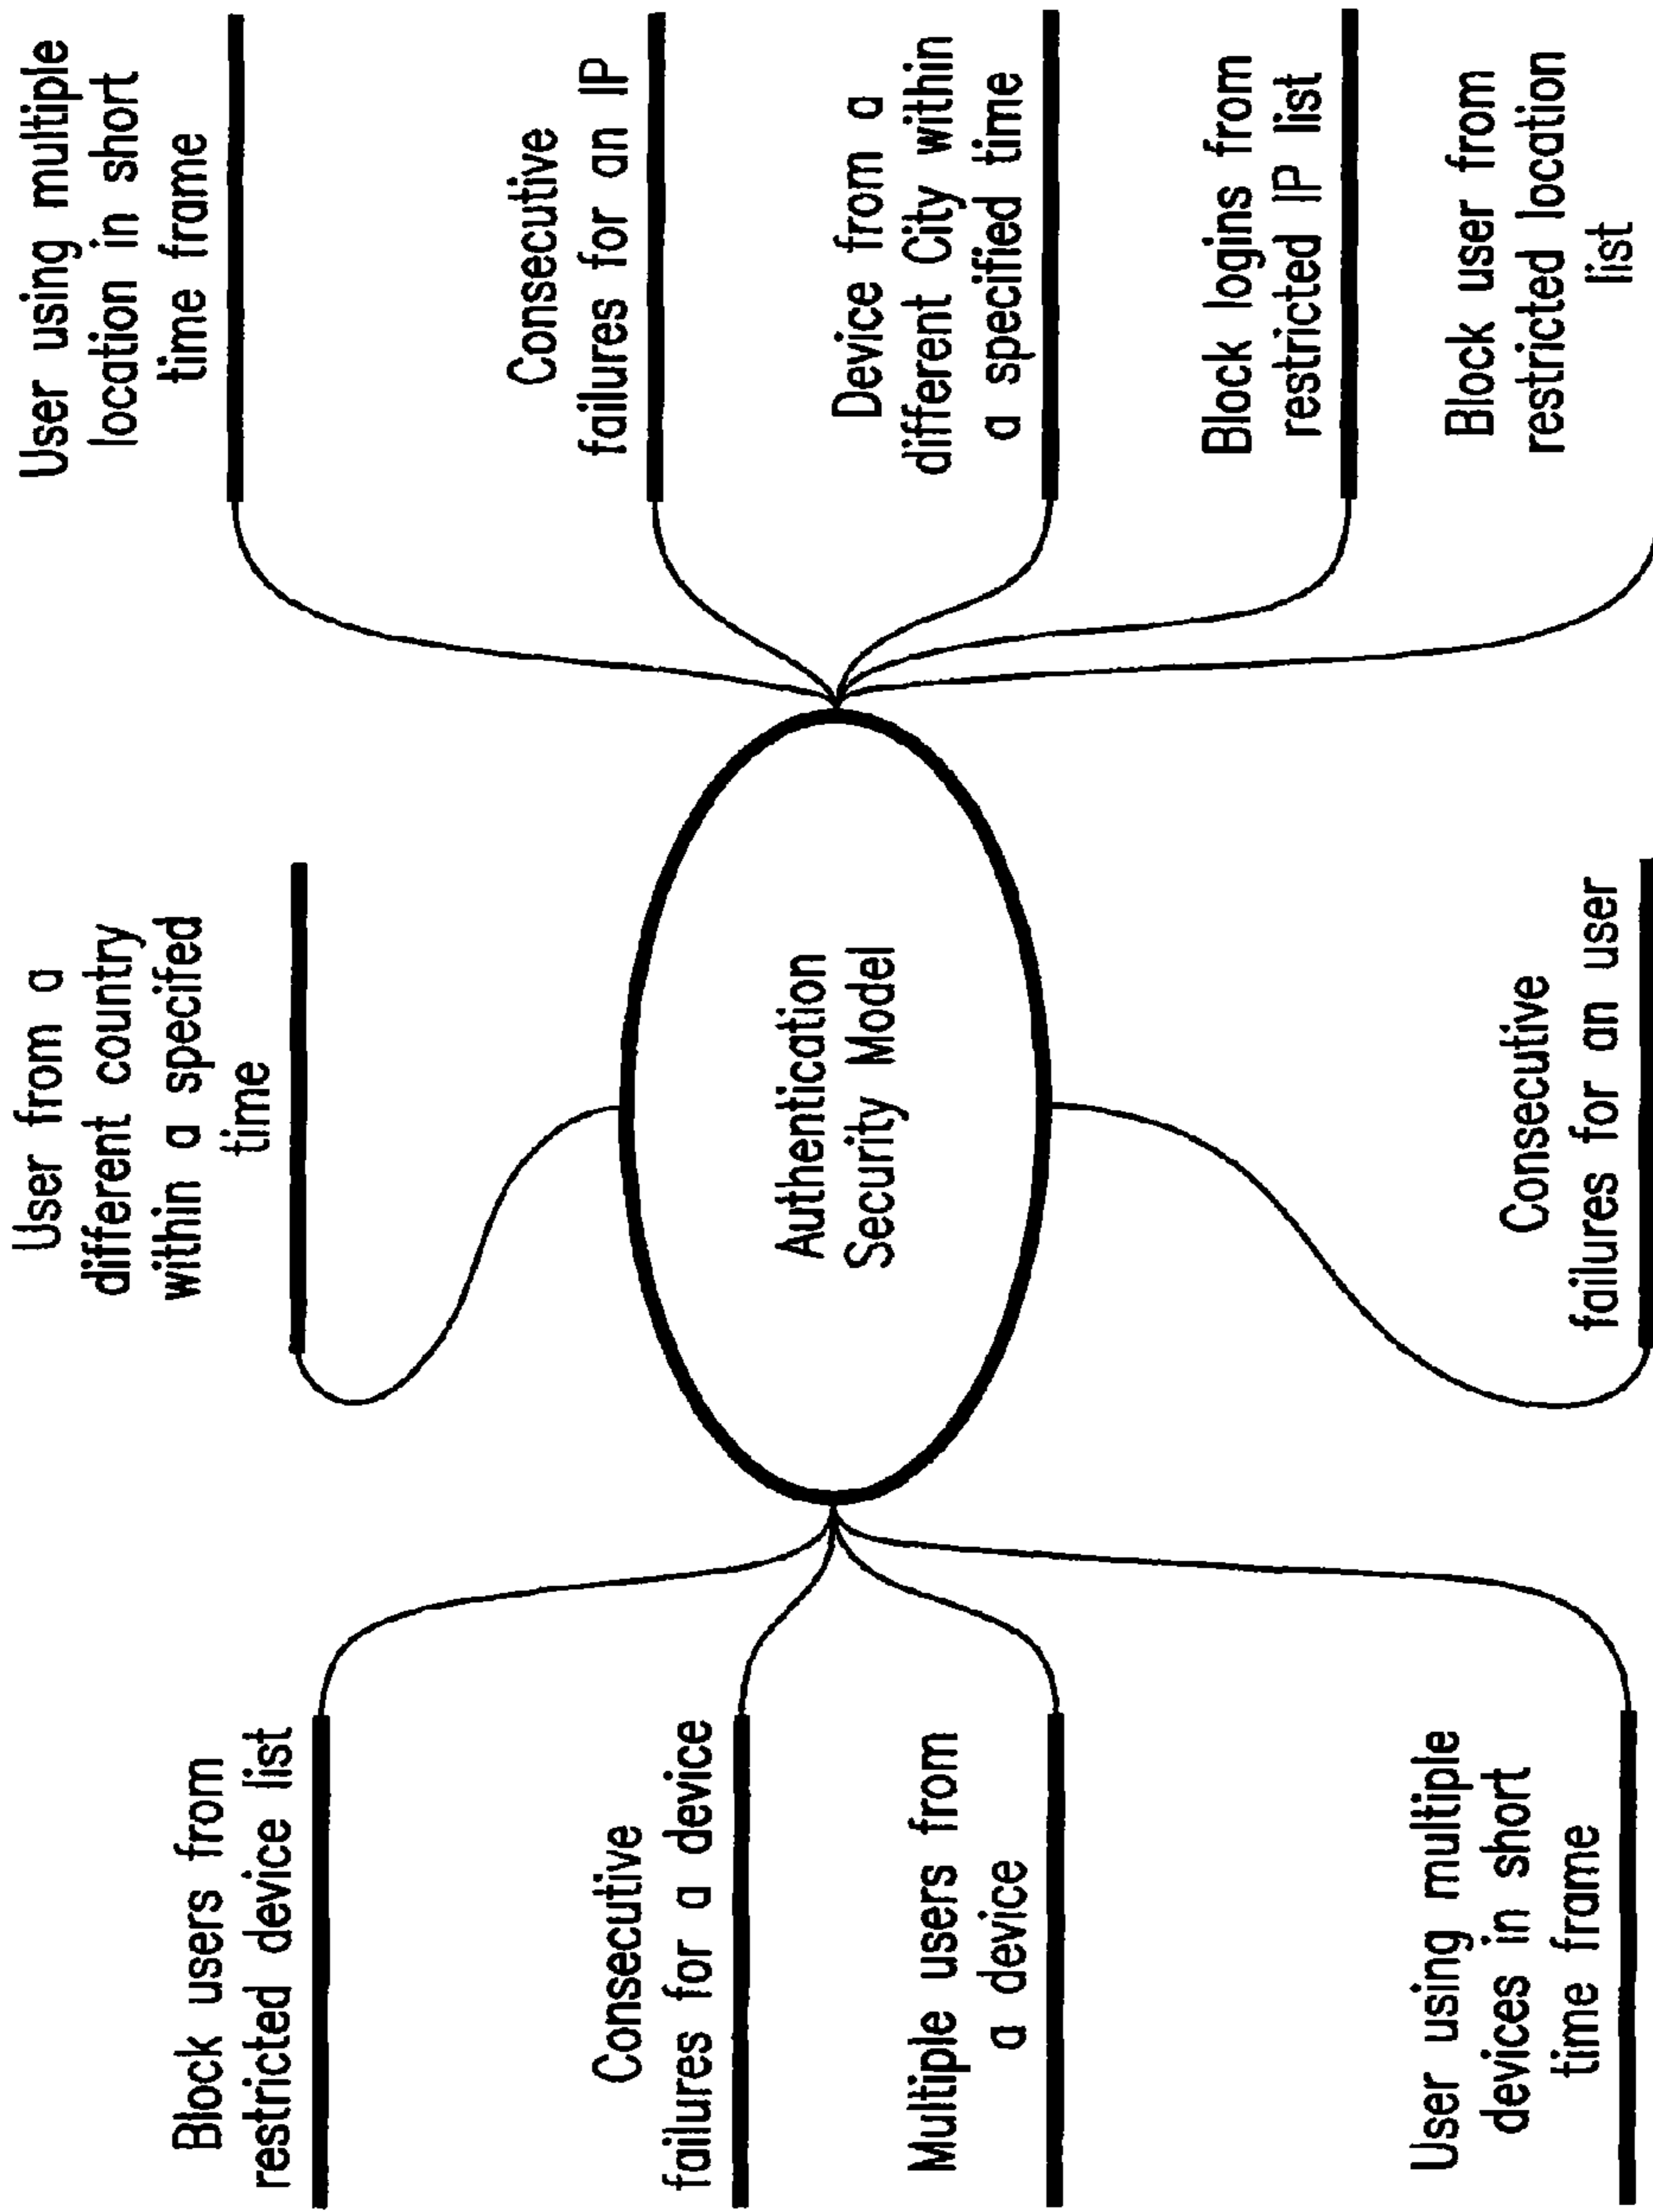 Block users from
restricted device list
Consecutive
failures for a device
Multiple users from
a device
User using multiple
devices in short
time frame
User from a
different country
within a specifed
time
Authentication
Security Model
Consecutive
failures for an user
User using multiple
location in short
time frame
Consecutive
failures for an IP
Device from a
different City within
a specified time
Block logins from
restricted IP list
Block user from
restricted location
list